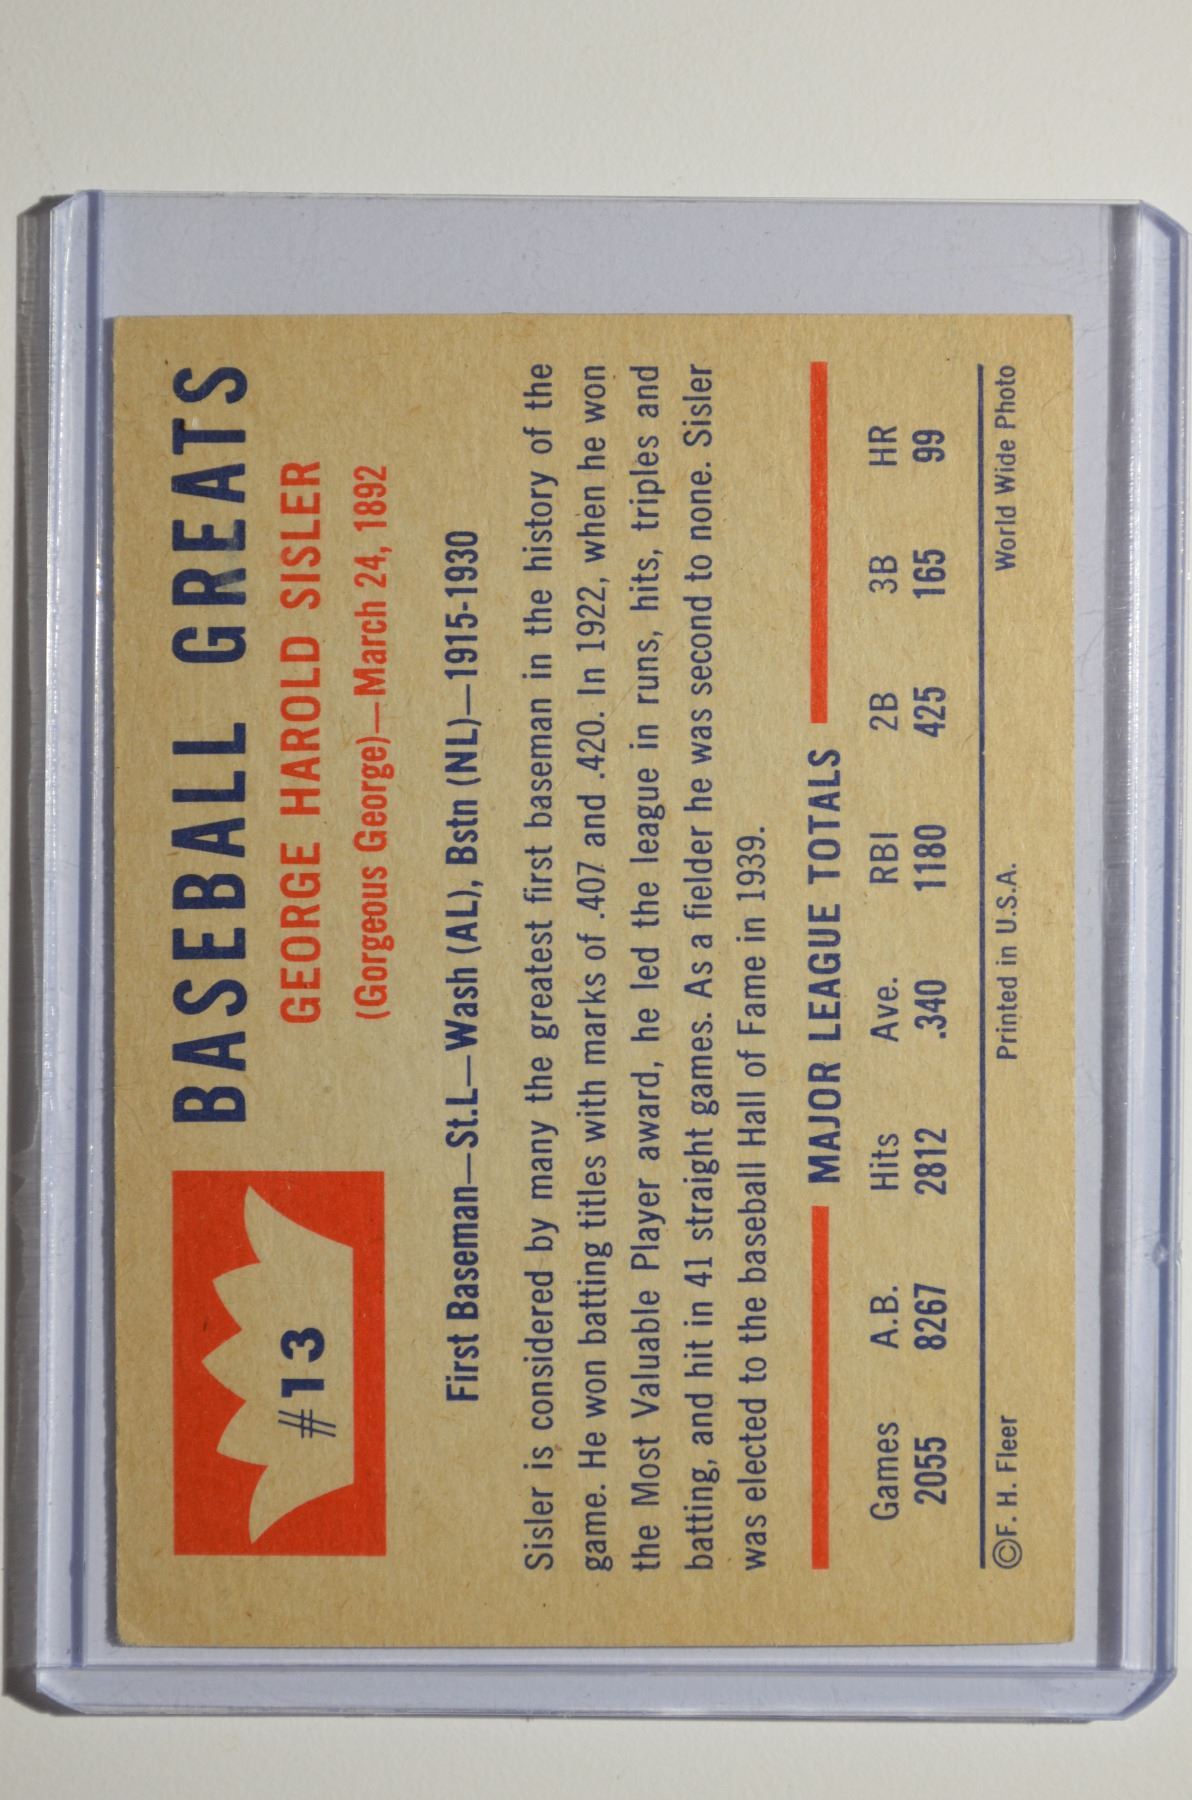 #13
BASEBALL GREATS
GEORGE HAROLD SISLER
(Gorgeous George)—March 24, 1892
First Baseman—St.L—Wash (AL), Bstn (NL)—1915-1930
Sisler is considered by many the greatest first baseman in the history of the
game. He won batting titles with marks of .407 and .420. In 1922, when he won
the Most Valuable Player award, he led the league in runs, hits, triples and
batting, and hit in 41 straight games. As a fielder he was second to none. Sisler
was elected to the baseball Hall of Fame in 1939.
MAJOR LEAGUE TOTALS
Games A.B. Hits Ave. RBI 2B 3B HR
2055 8267 2812 .340 1180 425 165 99
©F. H. Fleer Printed in U.S.A. World Wide Photo